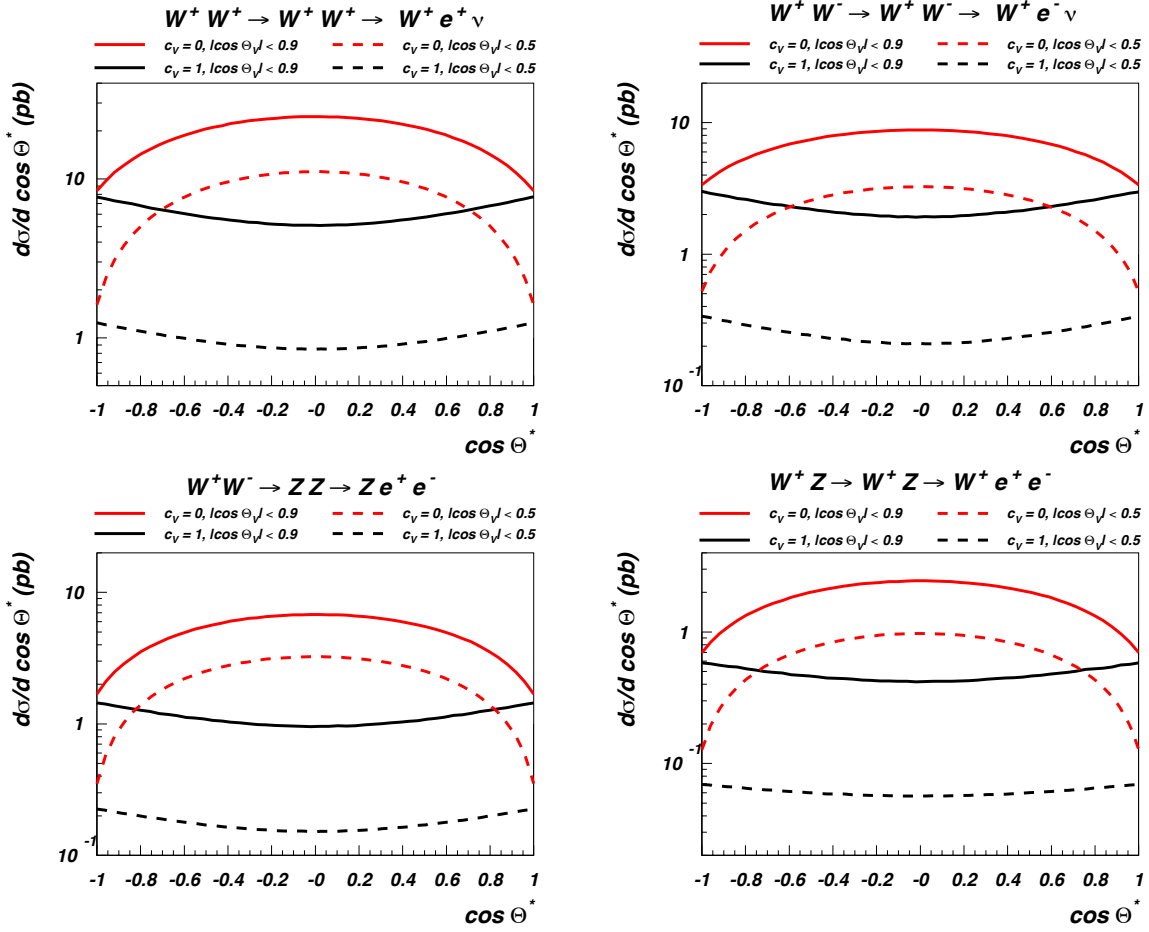 W⁺ W⁺ → W⁺ W⁺ → W⁺ e⁺ ν
c_V = 0, |cos Θ_V| < 0.9 c_V = 0, |cos Θ_V| < 0.5
c_V = 1, |cos Θ_V| < 0.9 c_V = 1, |cos Θ_V| < 0.5
dσ/d cos Θ* (pb)
10
1
-1 -0.8 -0.6 -0.4 -0.2 -0 0.2 0.4 0.6 0.8 1
cos Θ*
W⁺ W⁻ → W⁺ W⁻ → W⁺ e⁻ ν
c_V = 0, |cos Θ_V| < 0.9 c_V = 0, |cos Θ_V| < 0.5
c_V = 1, |cos Θ_V| < 0.9 c_V = 1, |cos Θ_V| < 0.5
dσ/d cos Θ* (pb)
10
1
10⁻¹
-1 -0.8 -0.6 -0.4 -0.2 -0 0.2 0.4 0.6 0.8 1
cos Θ*
W⁺W⁻ → Z Z → Z e⁺ e⁻
c_V = 0, |cos Θ_V| < 0.9 c_V = 0, |cos Θ_V| < 0.5
c_V = 1, |cos Θ_V| < 0.9 c_V = 1, |cos Θ_V| < 0.5
dσ/d cos Θ* (pb)
10
1
10⁻¹
-1 -0.8 -0.6 -0.4 -0.2 -0 0.2 0.4 0.6 0.8 1
cos Θ*
W⁺ Z → W⁺ Z → W⁺ e⁺ e⁻
c_V = 0, |cos Θ_V| < 0.9 c_V = 0, |cos Θ_V| < 0.5
c_V = 1, |cos Θ_V| < 0.9 c_V = 1, |cos Θ_V| < 0.5
dσ/d cos Θ* (pb)
1
10⁻¹
-1 -0.8 -0.6 -0.4 -0.2 -0 0.2 0.4 0.6 0.8 1
cos Θ*